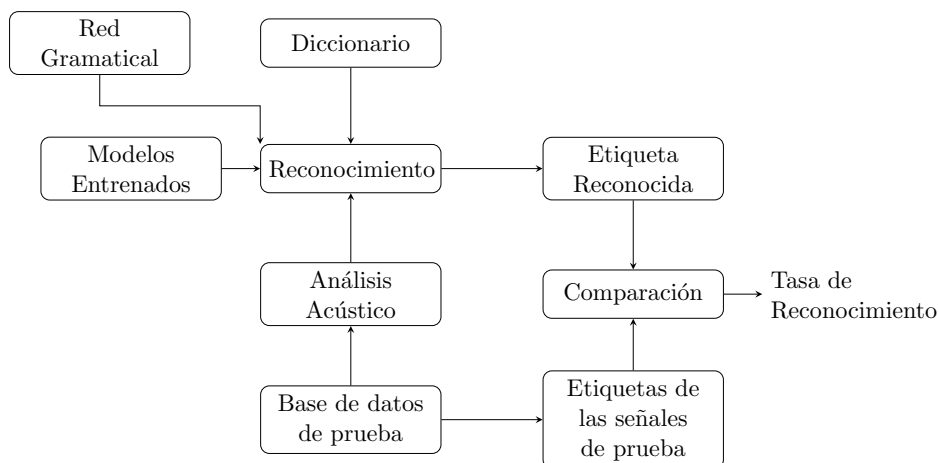 Red
Gramatical
Diccionario
Modelos
Entrenados
Reconocimiento
Etiqueta
Reconocida
Análisis
Acústico
Comparación
Tasa de
Reconocimiento
Base de datos
de prueba
Etiquetas de
las señales
de prueba